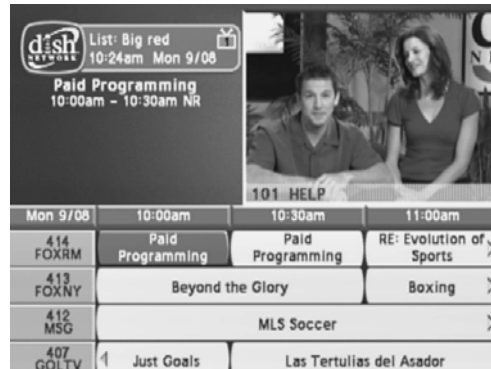 dish
NETWORK
List: Big red
1
10:24am Mon 9/08
Paid Programming
10:00am - 10:30am NR
101 HELP
Mon 9/08 10:00am 10:30am 11:00am
414
FOXRM
Paid
Programming
Paid
Programming
RE: Evolution of
Sports
413
FOXNY
Beyond the Glory
Boxing
412
MSG
MLS Soccer
407
GOLTV
Just Goals
Las Tertulias del Asador